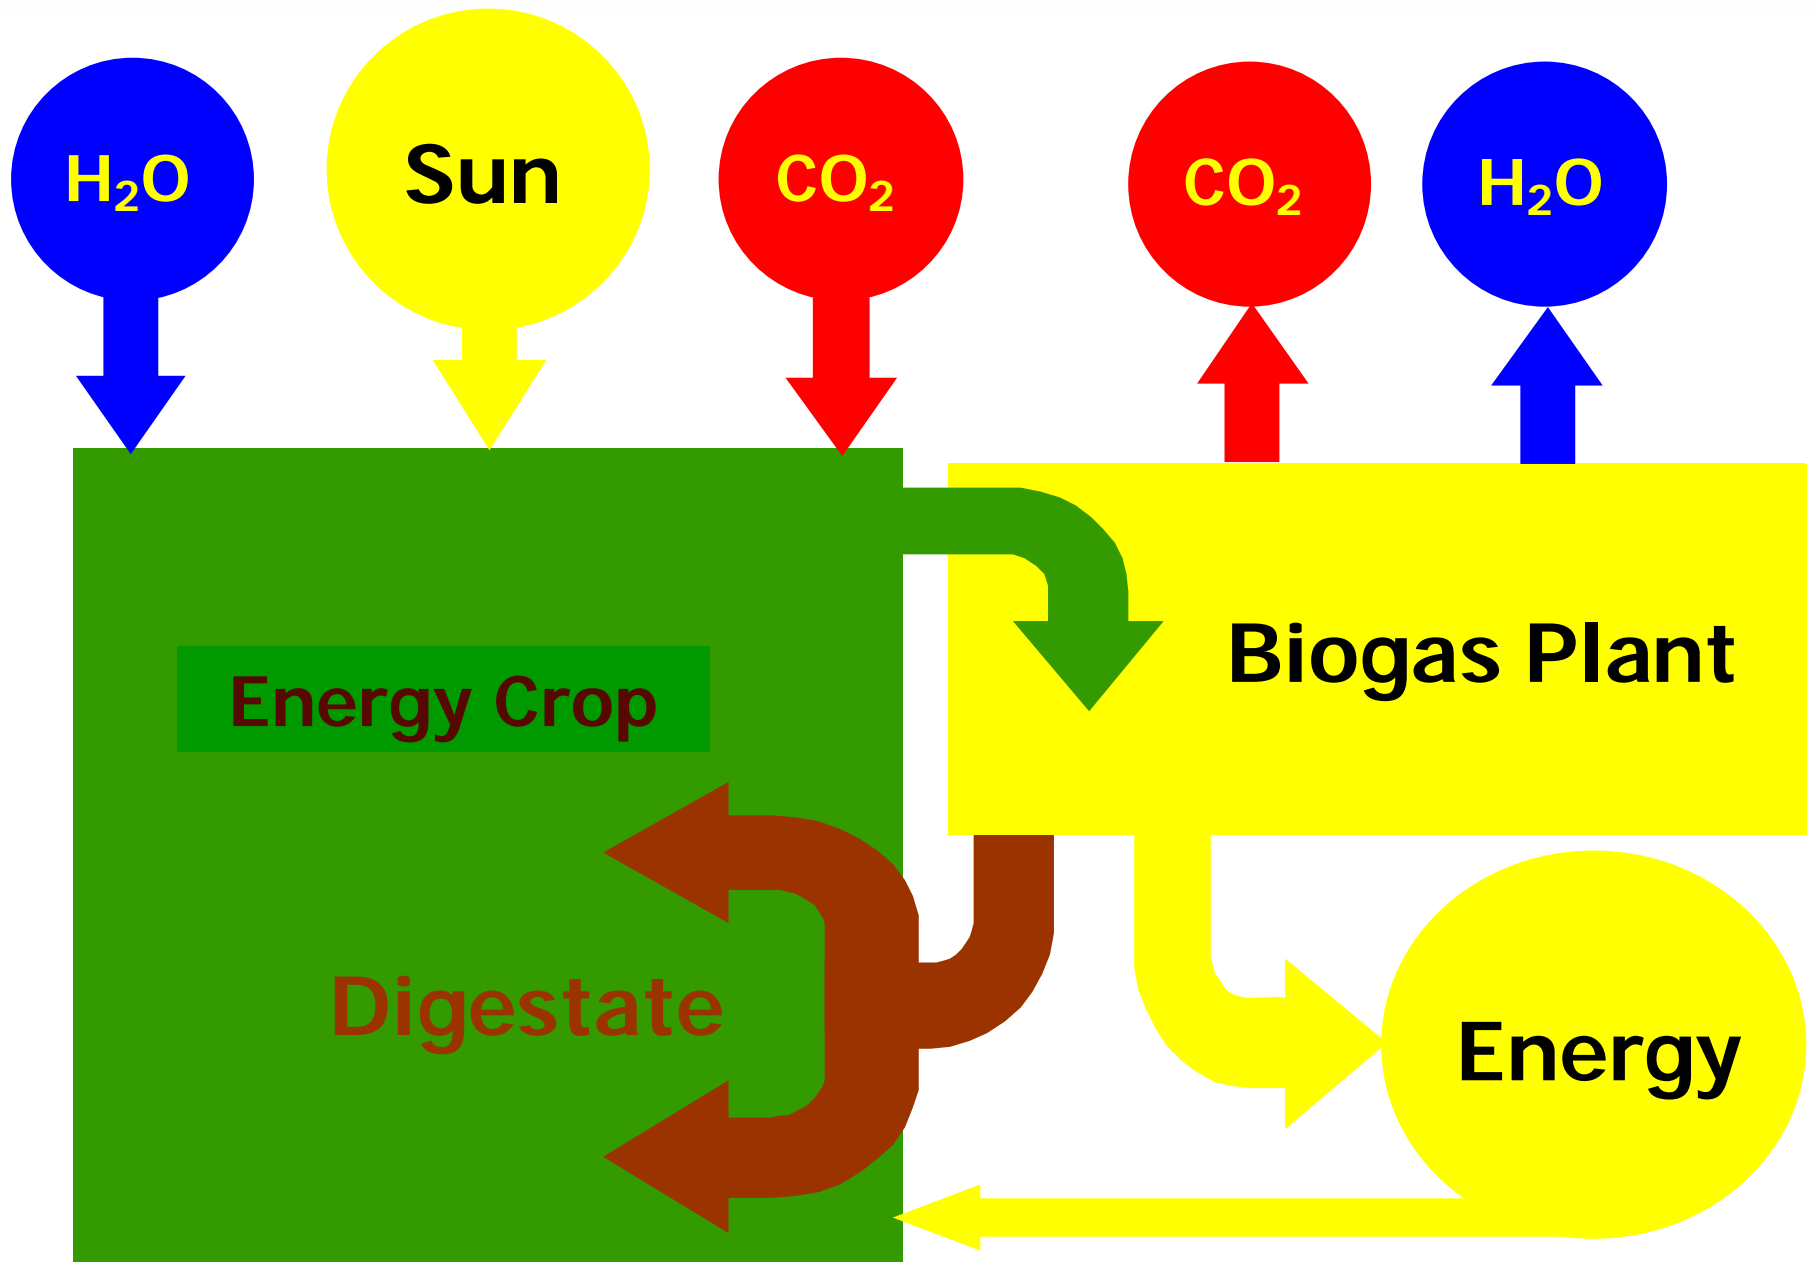 H₂O
Sun
CO₂
CO₂
H₂O
Biogas Plant
Energy Crop
Digestate
Energy